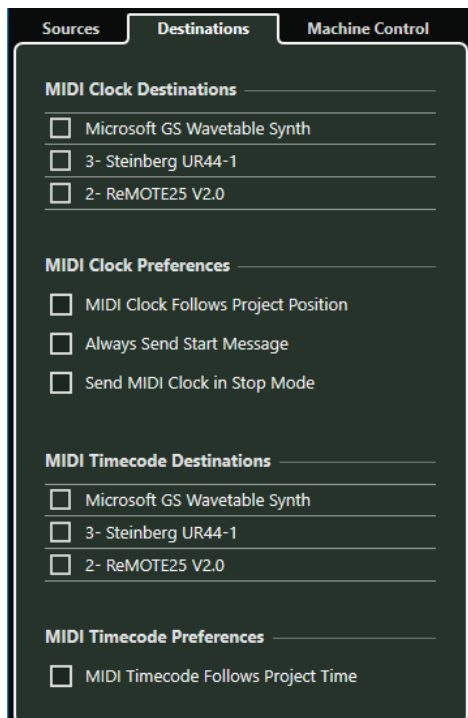 Sources Destinations Machine Control
MIDI Clock Destinations
Microsoft GS Wavetable Synth
3- Steinberg UR44-1
2- ReMOTE25 V2.0
MIDI Clock Preferences
MIDI Clock Follows Project Position
Always Send Start Message
Send MIDI Clock in Stop Mode
MIDI Timecode Destinations
Microsoft GS Wavetable Synth
3- Steinberg UR44-1
2- ReMOTE25 V2.0
MIDI Timecode Preferences
MIDI Timecode Follows Project Time